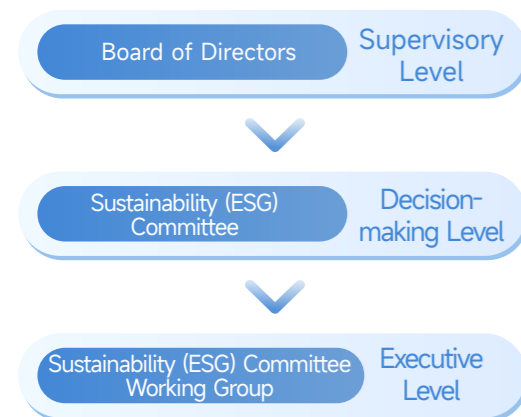 Board of Directors
Supervisory
Level
Sustainability (ESG)
Committee
Decision-
making Level
Sustainability (ESG) Committee
Working Group
Executive
Level